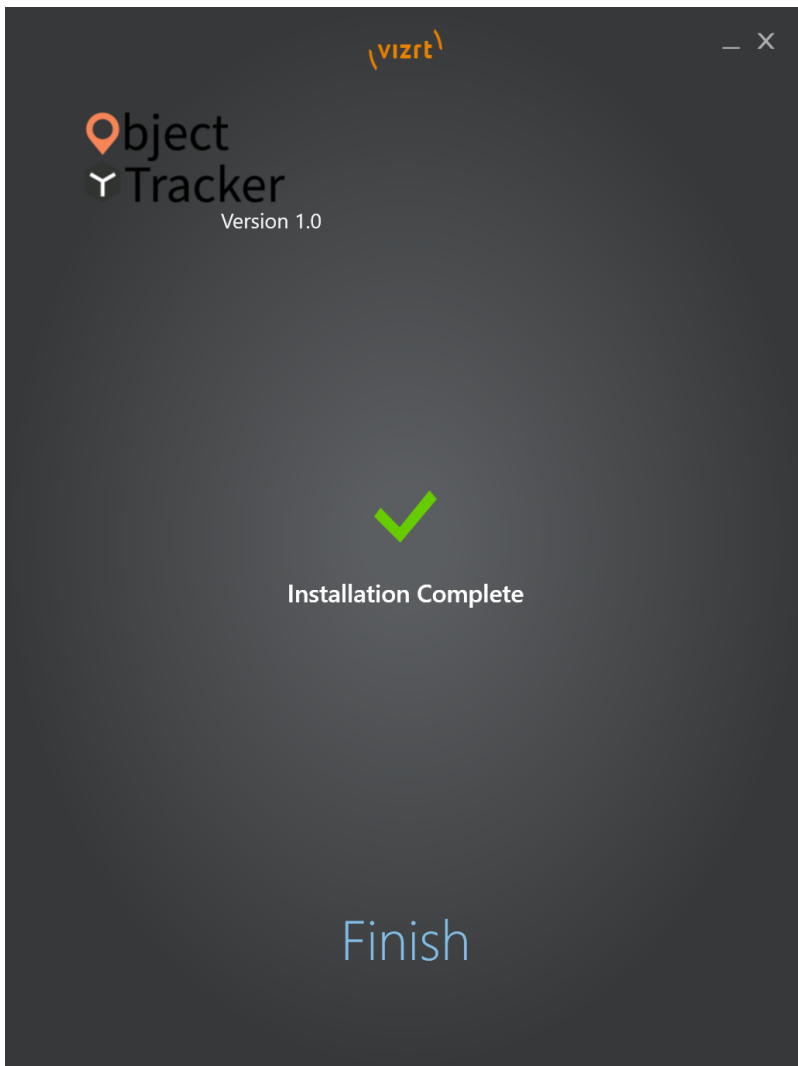 vizrt
Object
Tracker
Version 1.0
Installation Complete
Finish